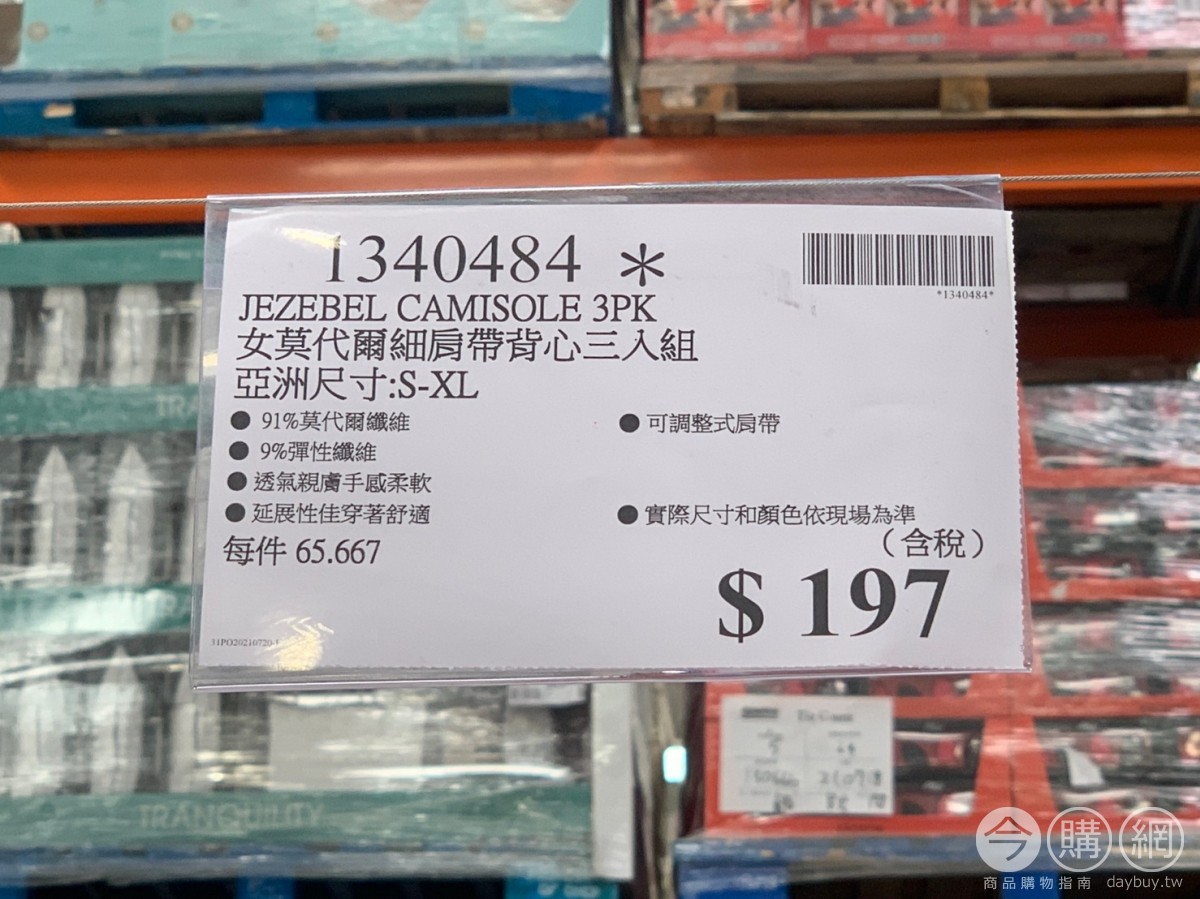 1340484 *
*1340484*
JEZEBEL CAMISOLE 3PK
女莫代爾細肩帶背心三入組
亞洲尺寸:S-XL
● 91%莫代爾纖維
● 可調整式肩帶
● 9%彈性纖維
● 透氣親膚手感柔軟
● 延展性佳穿著舒適
● 實際尺寸和顏色依現場為準
每件 65.667
（含稅）
$ 197
31PO20210720-1
TRANQUILITY
今購網
商品購物指南 daybuy.tw